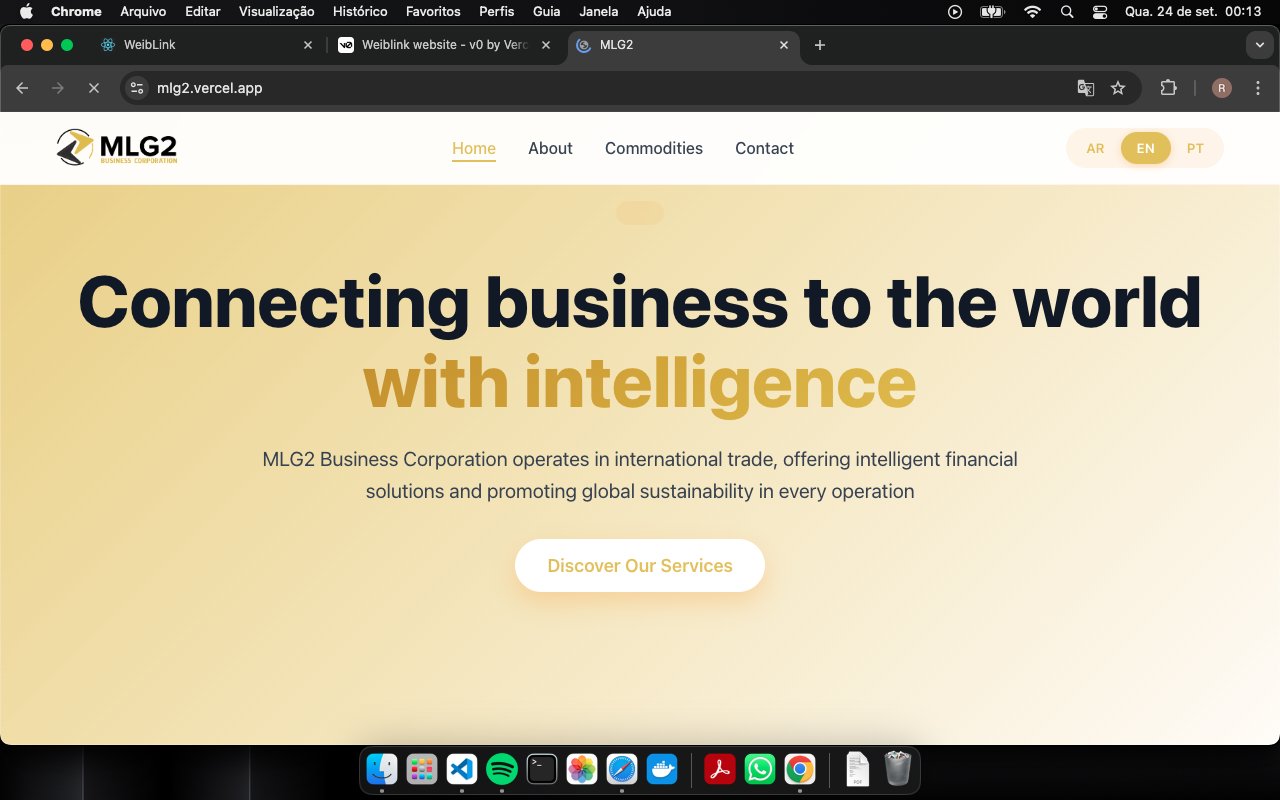 Chrome Arquivo Editar Visualização Histórico Favoritos Perfis Guia Janela Ajuda Qua. 24 de set. 00:13
WeibLink
v0 Weiblink website - v0 by Verc
MLG2
mlg2.vercel.app
R
MLG2
BUSINESS CORPORATION
Home About Commodities Contact
AR EN PT
Connecting business to the world
with intelligence
MLG2 Business Corporation operates in international trade, offering intelligent financial
solutions and promoting global sustainability in every operation
Discover Our Services
PDF